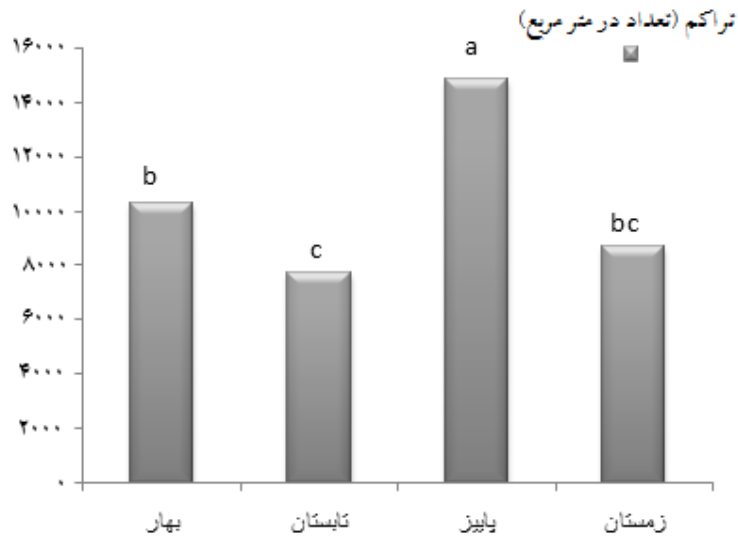 تراکم (تعداد در متر مربع)
۱۶۰۰۰
۱۴۰۰۰
۱۲۰۰۰
۱۰۰۰۰
۸۰۰۰
۶۰۰۰
۴۰۰۰
۲۰۰۰
۰
b
c
a
bc
بهار
تابستان
پاییز
زمستان